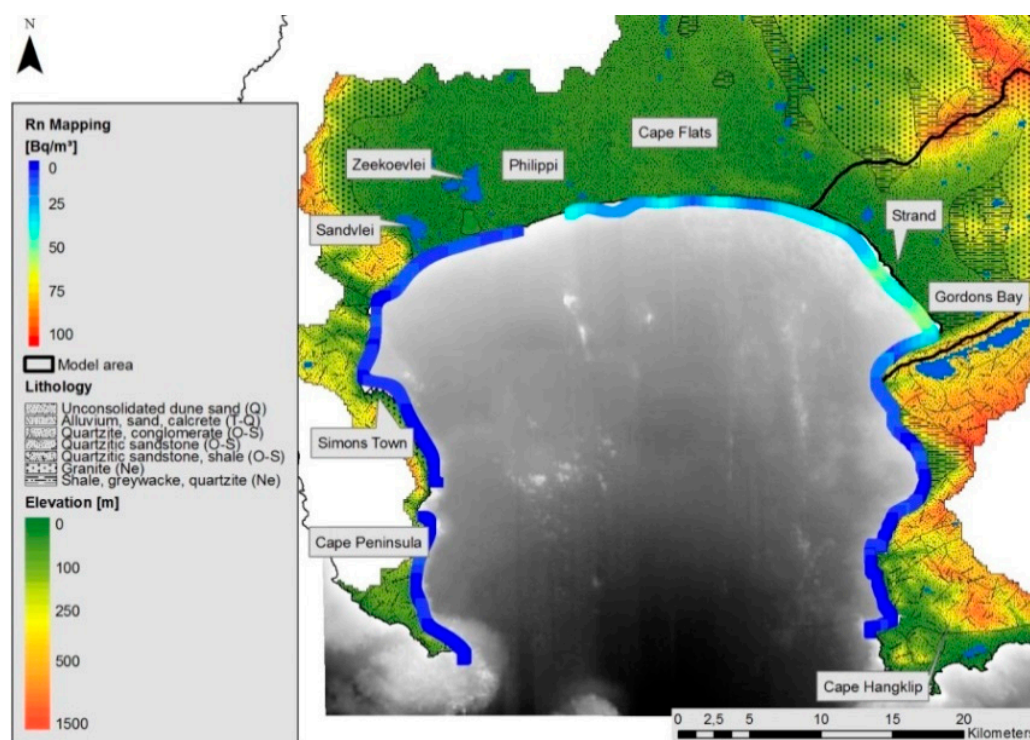 N
Rn Mapping
[Bq/m³]
0
25
50
75
100
Model area
Lithology
Unconsolidated dune sand (Q)
Alluvium, sand, calcrete (T-Q)
Quartzite, conglomerate (O-S)
Quartzitic sandstone (O-S)
Quartzitic sandstone, shale (O-S)
Granite (Ne)
Shale, greywacke, quartzite (Ne)
Elevation [m]
0
100
250
500
1500
Cape Flats
Zeekoevlei
Philippi
Sandvlei
Strand
Gordons Bay
Simons Town
Cape Peninsula
Cape Hangklip
0 2,5 5 10 15 20
Kilometers